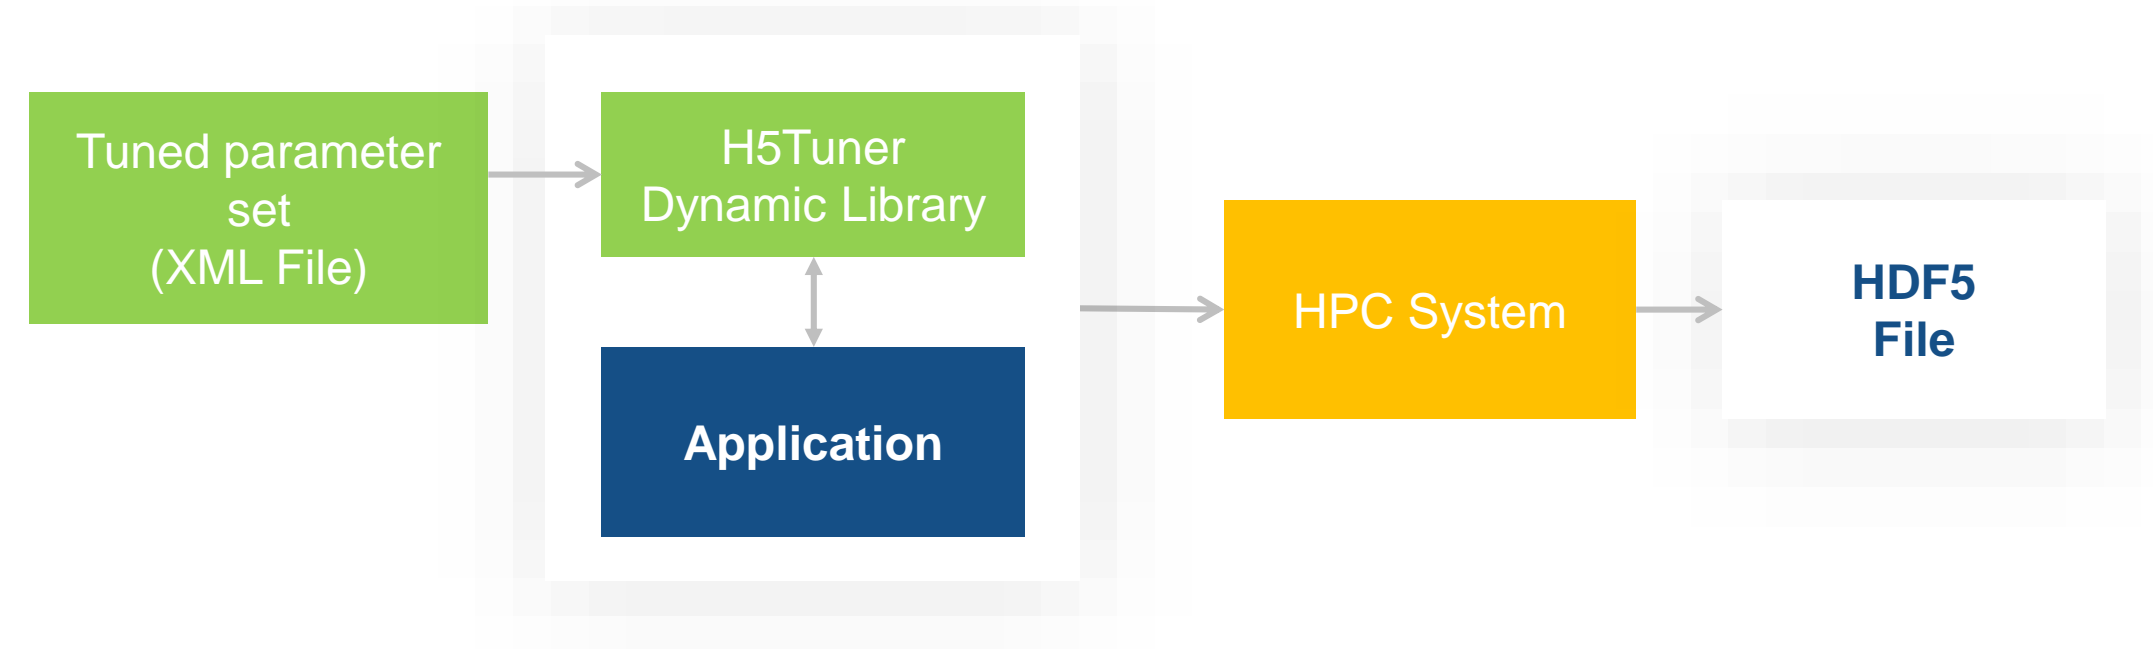 Tuned parameter
set
(XML File)
H5Tuner
Dynamic Library
Application
HPC System
HDF5
File